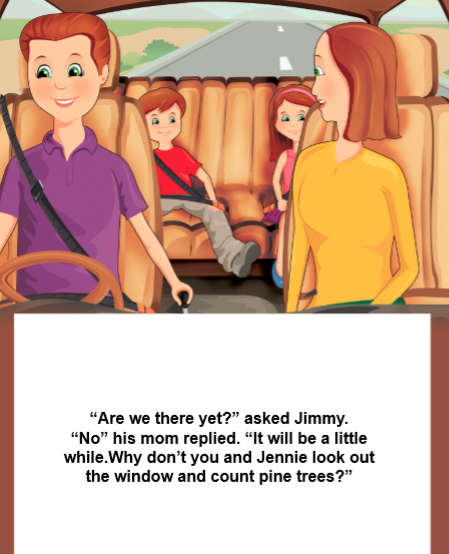 “Are we there yet?” asked Jimmy.
“No” his mom replied. “It will be a little
while.Why don’t you and Jennie look out
the window and count pine trees?”